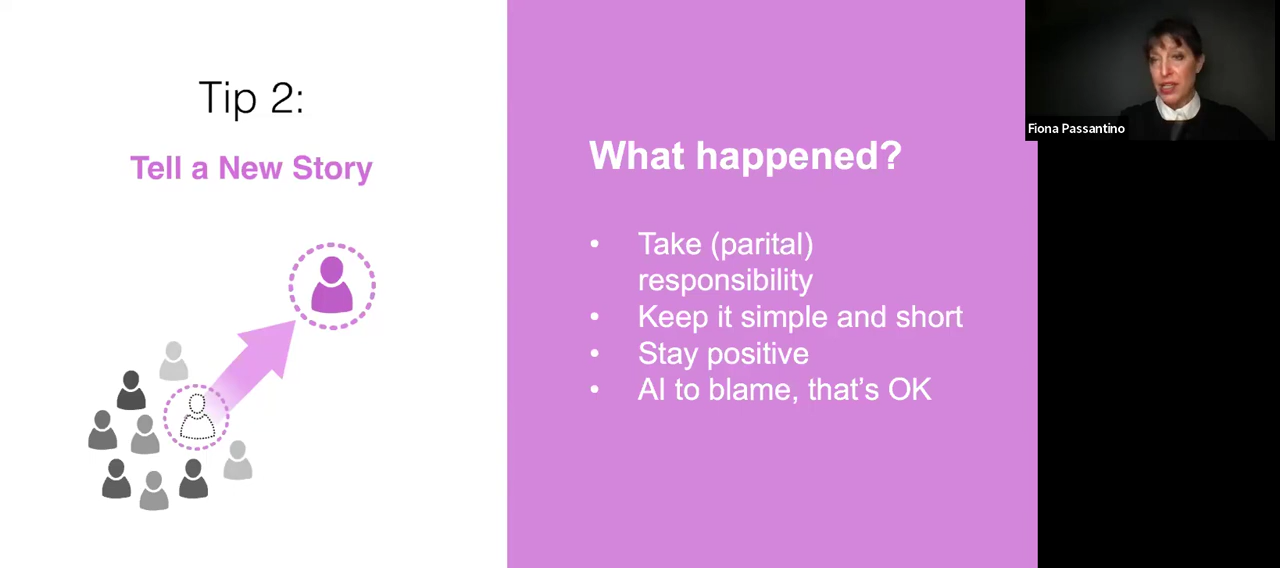 Tip 2:
Tell a New Story
What happened?
• Take (parital)
responsibility
• Keep it simple and short
• Stay positive
• AI to blame, that’s OK
Fiona Passantino